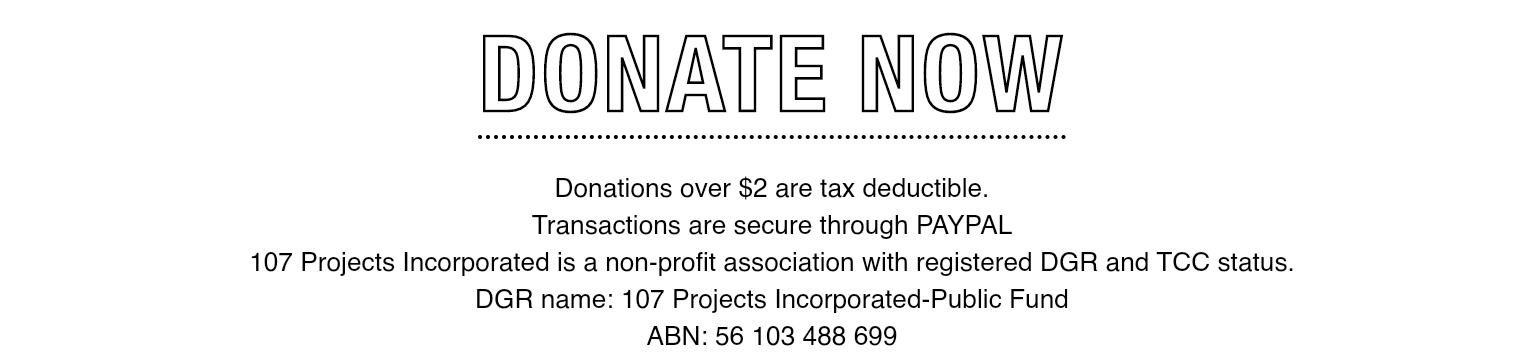 DONATE NOW
Donations over $2 are tax deductible.
Transactions are secure through PAYPAL
107 Projects Incorporated is a non-profit association with registered DGR and TCC status.
DGR name: 107 Projects Incorporated-Public Fund
ABN: 56 103 488 699